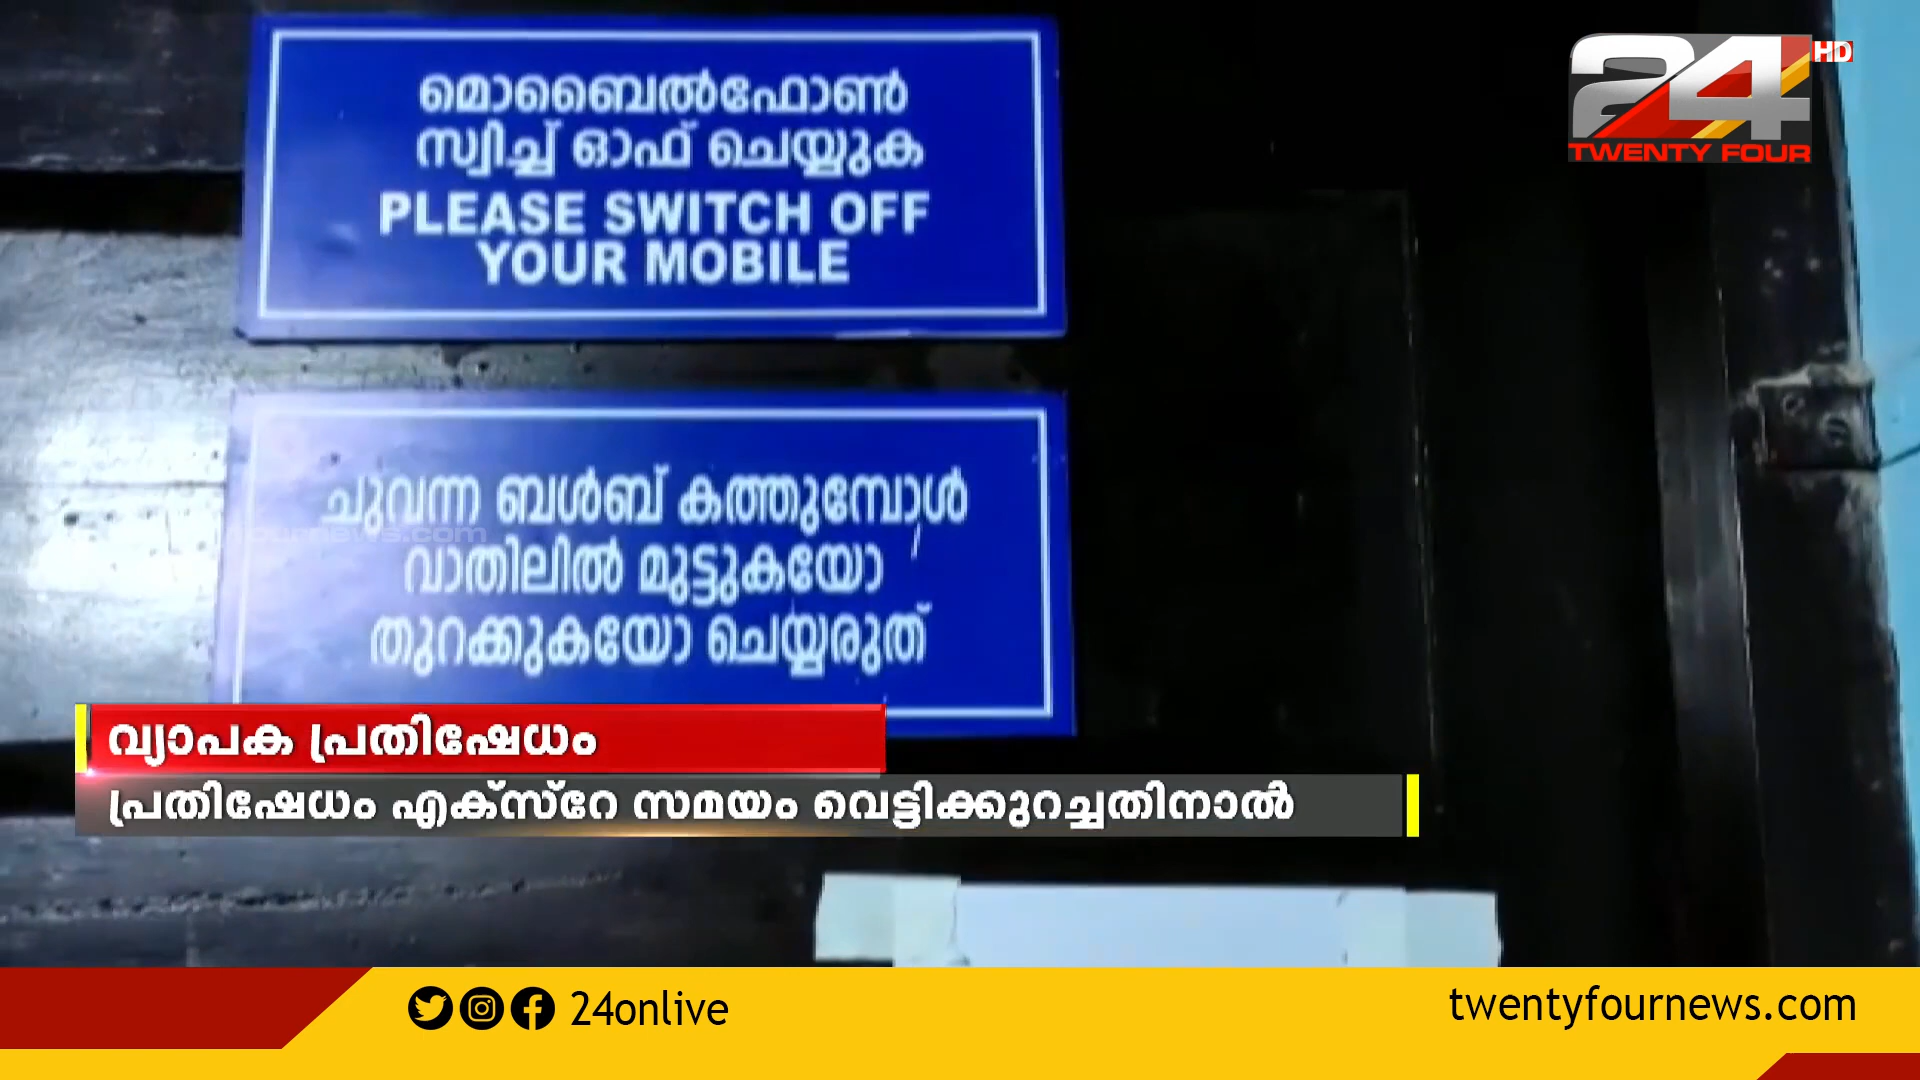 മൊബൈൽഫോൺ
സ്വിച്ച് ഓഫ് ചെയ്യുക
PLEASE SWITCH OFF
YOUR MOBILE
24 HD
TWENTY FOUR
ചുവന്ന ബൾബ് കത്തുമ്പോൾ
വാതിലിൽ മുട്ടുകയോ
തുറക്കുകയോ ചെയ്യരുത്
വ്യാപക പ്രതിഷേധം
പ്രതിഷേധം എക്സ്റേ സമയം വെട്ടിക്കുറച്ചതിനാൽ
24onlive
twentyfournews.com